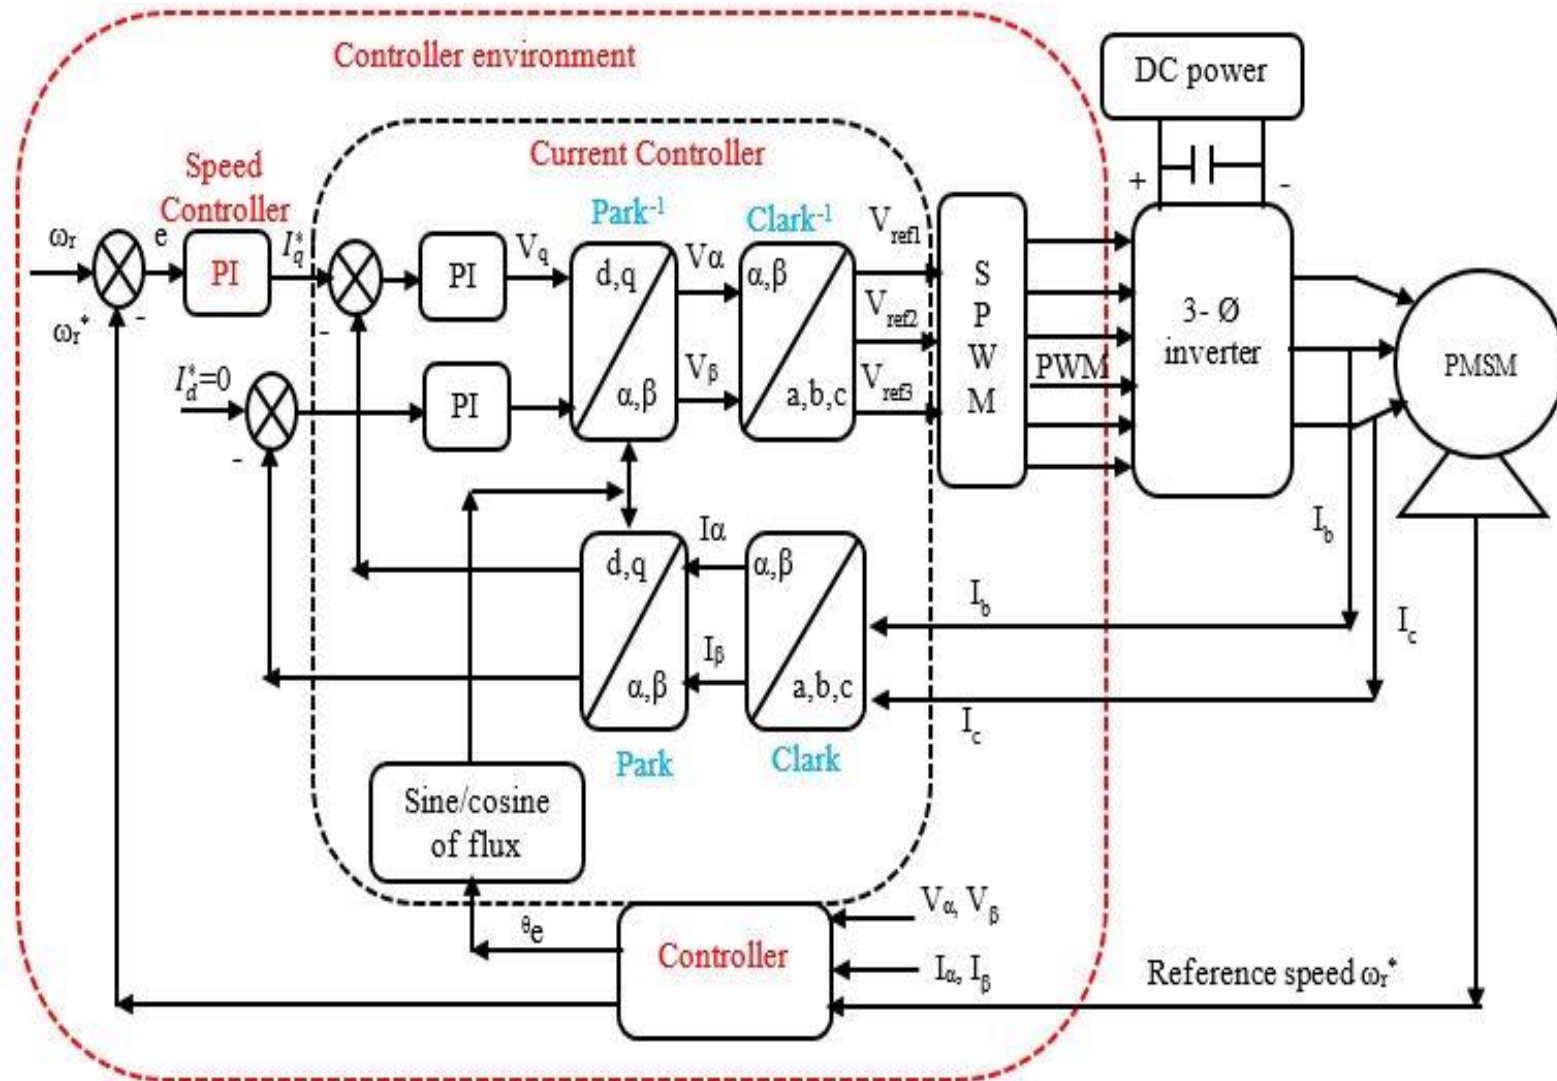 Controller environment
DC power
+
-
Current Controller
Speed
Controller
Park⁻¹
Clark⁻¹
ωr
e
PI
I*q
PI
Vq
d,q
α,β
Vα
Vβ
α,β
a,b,c
Vref1
Vref2
Vref3
S
P
W
M
PWM
3- Ø
inverter
PMSM
-
ωr*
-
I*d=0
-
PI
Ib
Ic
d,q
α,β
Iα
Iβ
α,β
a,b,c
Ib
Ic
Park
Clark
Sine/cosine
of flux
θe
Controller
Vα, Vβ
Iα, Iβ
Reference speed ωr*